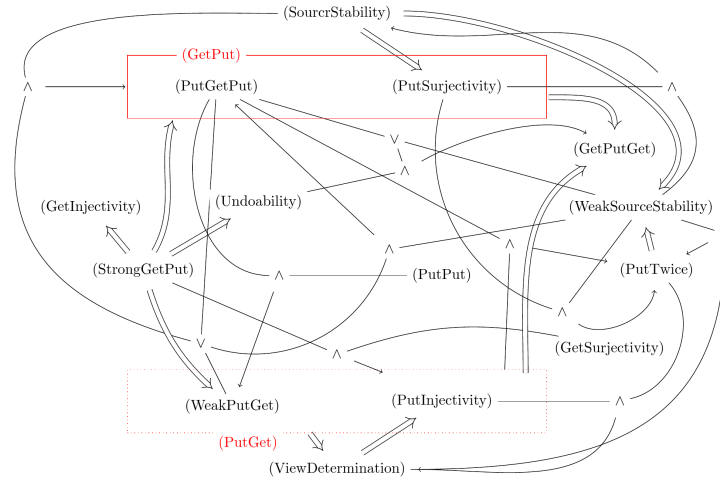 (SourcrStability)
(GetPut)
(PutGetPut)
(PutSurjectivity)
∧
∧
∨
(GetPutGet)
∧
(GetInjectivity)
(Undoability)
(WeakSourceStability)
∧
∧
(StrongGetPut)
∧
(PutPut)
(PutTwice)
∧
∨
∧
(GetSurjectivity)
(WeakPutGet)
(PutInjectivity)
∧
(PutGet)
(ViewDetermination)